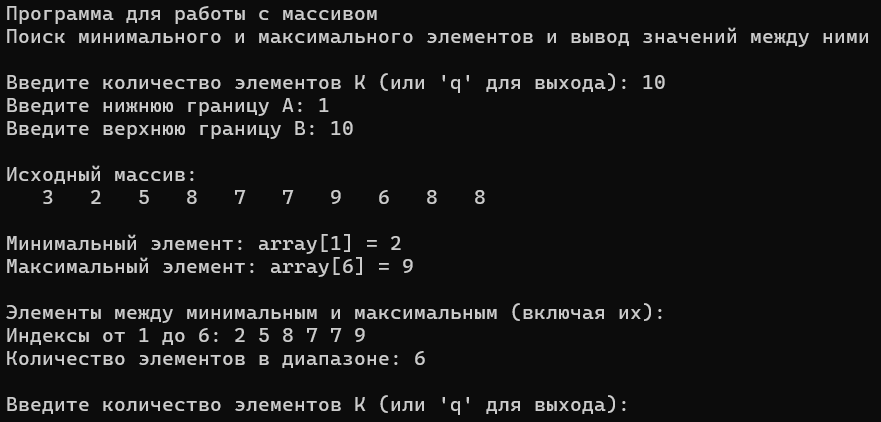 Программа для работы с массивом
Поиск минимального и максимального элементов и вывод значений между ними
Введите количество элементов К (или 'q' для выхода): 10
Введите нижнюю границу A: 1
Введите верхнюю границу B: 10
Исходный массив:
3 2 5 8 7 7 9 6 8 8
Минимальный элемент: array[1] = 2
Максимальный элемент: array[6] = 9
Элементы между минимальным и максимальным (включая их):
Индексы от 1 до 6: 2 5 8 7 7 9
Количество элементов в диапазоне: 6
Введите количество элементов К (или 'q' для выхода):